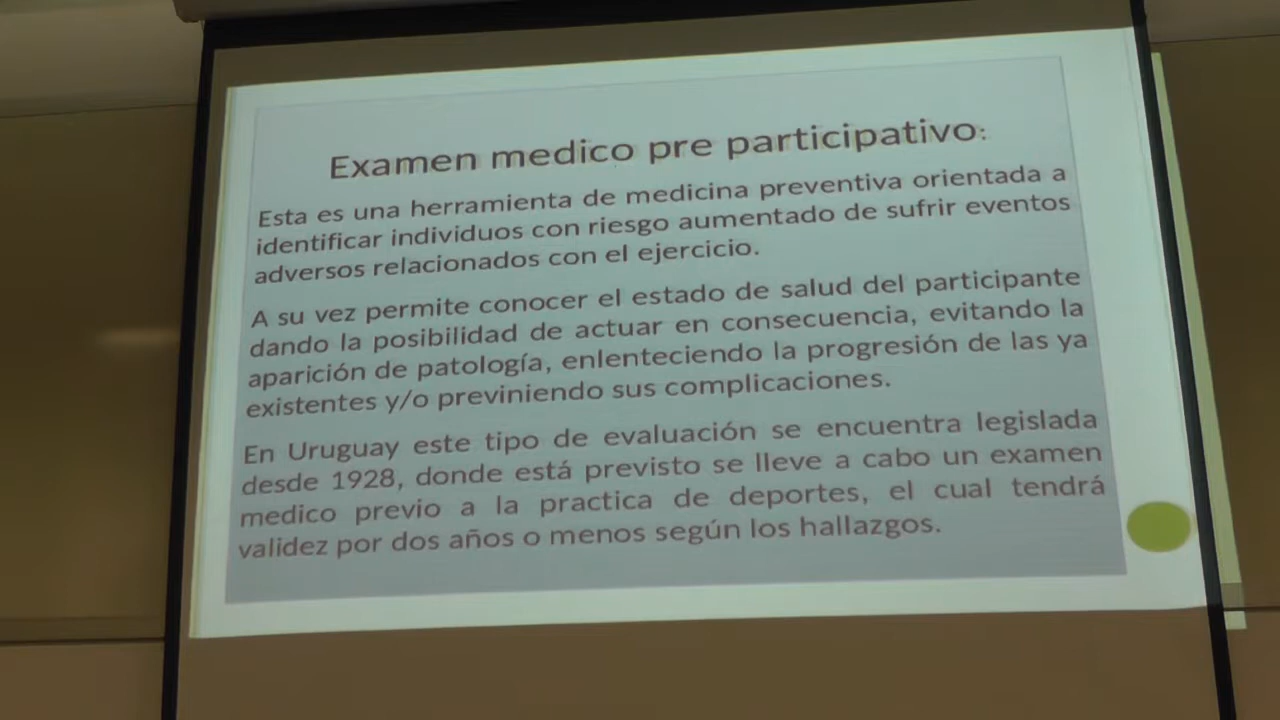 Examen medico pre participativo:
Esta es una herramienta de medicina preventiva orientada a
identificar individuos con riesgo aumentado de sufrir eventos
adversos relacionados con el ejercicio.
A su vez permite conocer el estado de salud del participante
dando la posibilidad de actuar en consecuencia, evitando la
aparición de patología, enlenteciendo la progresión de las ya
existentes y/o previniendo sus complicaciones.
En Uruguay este tipo de evaluación se encuentra legislada
desde 1928, donde está previsto se lleve a cabo un examen
medico previo a la practica de deportes, el cual tendrá
validez por dos años o menos según los hallazgos.